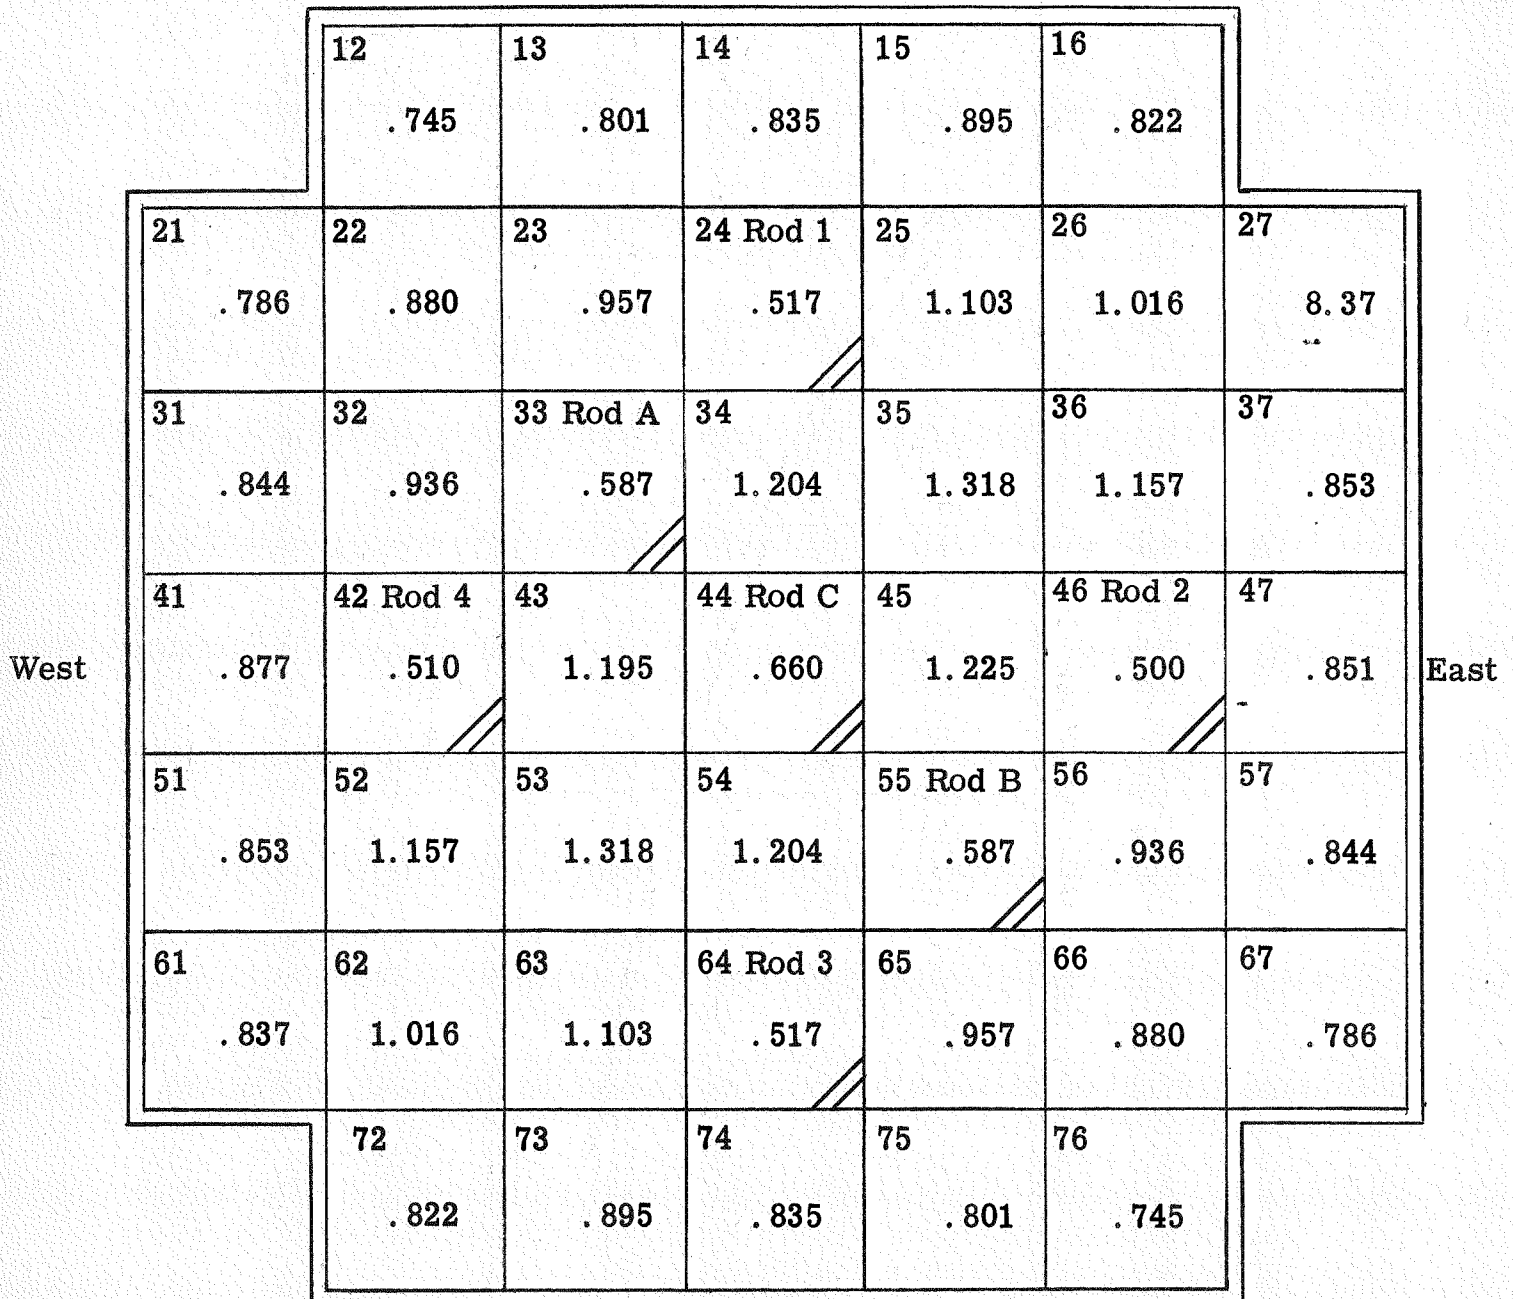 12 13 14 15 16
.745 .801 .835 .895 .822
21 22 23 24 Rod 1 25 26 27
.786 .880 .957 .517 1.103 1.016 8.37
31 32 33 Rod A 34 35 36 37
.844 .936 .587 1.204 1.318 1.157 .853
41 42 Rod 4 43 44 Rod C 45 46 Rod 2 47
West .877 .510 1.195 .660 1.225 .500 .851 East
51 52 53 54 55 Rod B 56 57
.853 1.157 1.318 1.204 .587 .936 .844
61 62 63 64 Rod 3 65 66 67
.837 1.016 1.103 .517 .957 .880 .786
72 73 74 75 76
.822 .895 .835 .801 .745